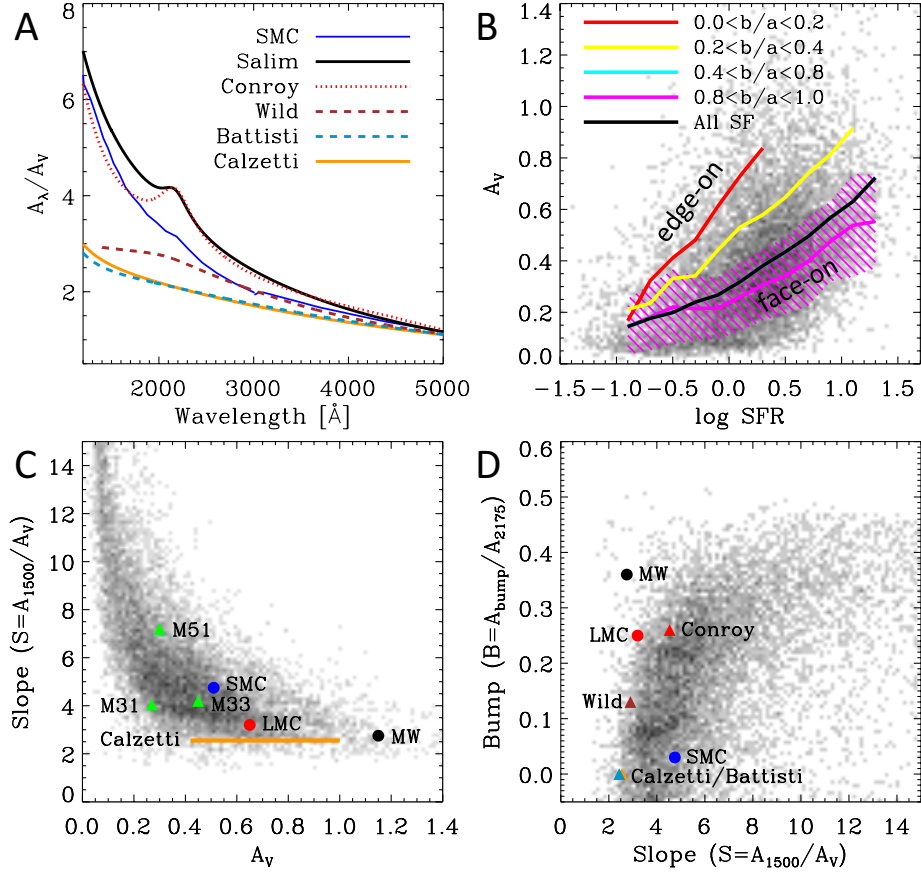 A
SMC
Salim
Conroy
Wild
Battisti
Calzetti
8
6
4
2
A_λ/A_V
2000 3000 4000 5000
Wavelength [Å]
B
0.0<b/a<0.2
0.2<b/a<0.4
0.4<b/a<0.8
0.8<b/a<1.0
All SF
edge-on
face-on
1.4
1.2
1.0
0.8
0.6
0.4
0.2
0.0
A_V
−1.5 −1.0 −0.5 0.0 0.5 1.0 1.5
log SFR
C
M51
SMC
M31
M33
LMC
Calzetti
MW
14
12
10
8
6
4
2
0
Slope (S=A_1500/A_V)
0.0 0.2 0.4 0.6 0.8 1.0 1.2 1.4
A_V
D
MW
LMC
Conroy
Wild
SMC
Calzetti/Battisti
0.6
0.5
0.4
0.3
0.2
0.1
0.0
Bump (B=A_bump/A_2175)
0 2 4 6 8 10 12 14
Slope (S=A_1500/A_V)